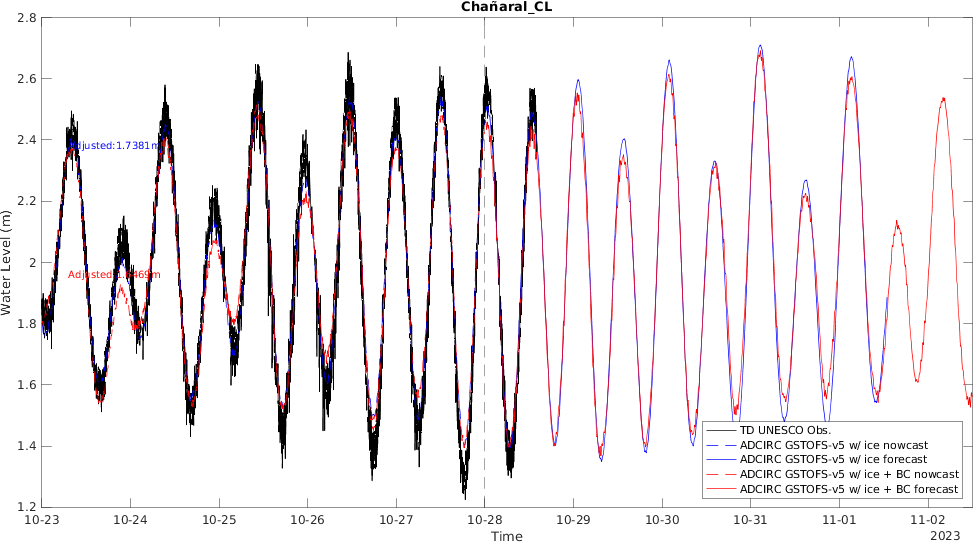 Chañaral_CL
2.8
2.6
2.4
2.2
2
1.8
1.6
1.4
1.2
Water Level (m)
Adjusted:1.7381m
TD UNESCO Obs.
ADCIRC GSTOFS-v5 w/ ice nowcast
ADCIRC GSTOFS-v5 w/ ice forecast
ADCIRC GSTOFS-v5 w/ ice + BC nowcast
ADCIRC GSTOFS-v5 w/ ice + BC forecast
10-23 10-24 10-25 10-26 10-27 10-28 10-29 10-30 10-31 11-01 11-02
Time
2023